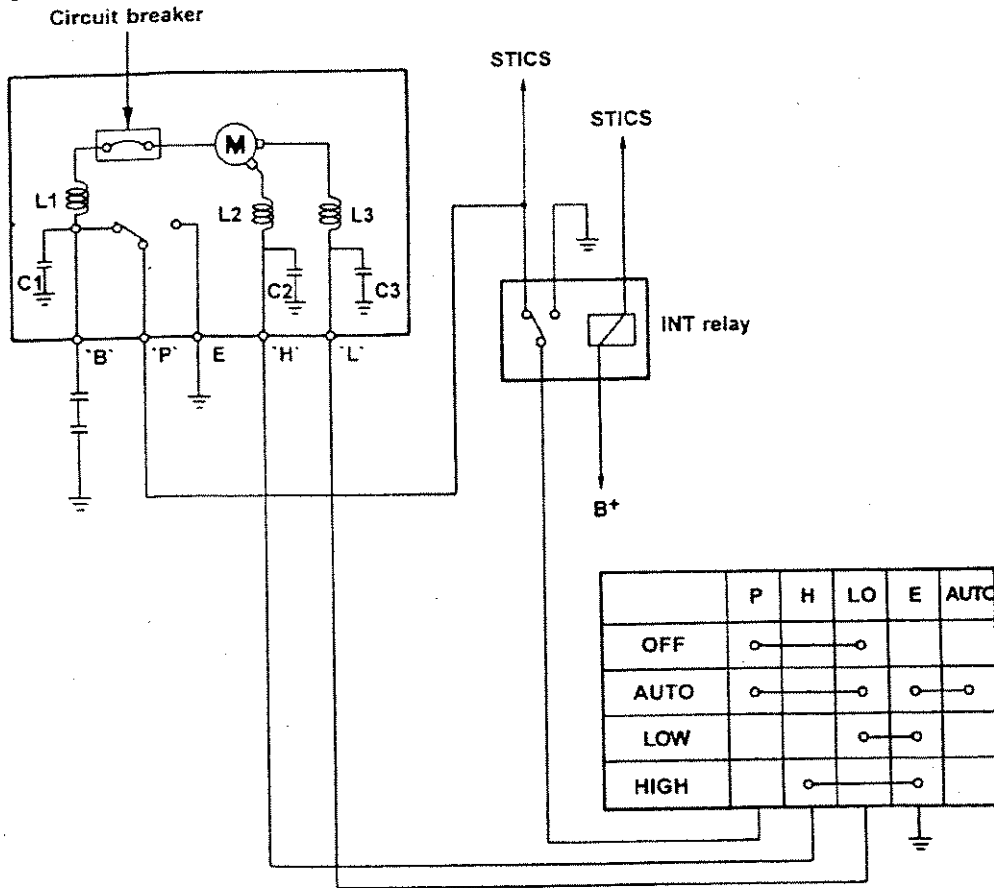 Circuit breaker
STICS
STICS
M
L1
L2
L3
C1
C2
C3
INT relay
`B`
`P`
E
`H`
`L`
B+
P H LO E AUTO
OFF
AUTO
LOW
HIGH